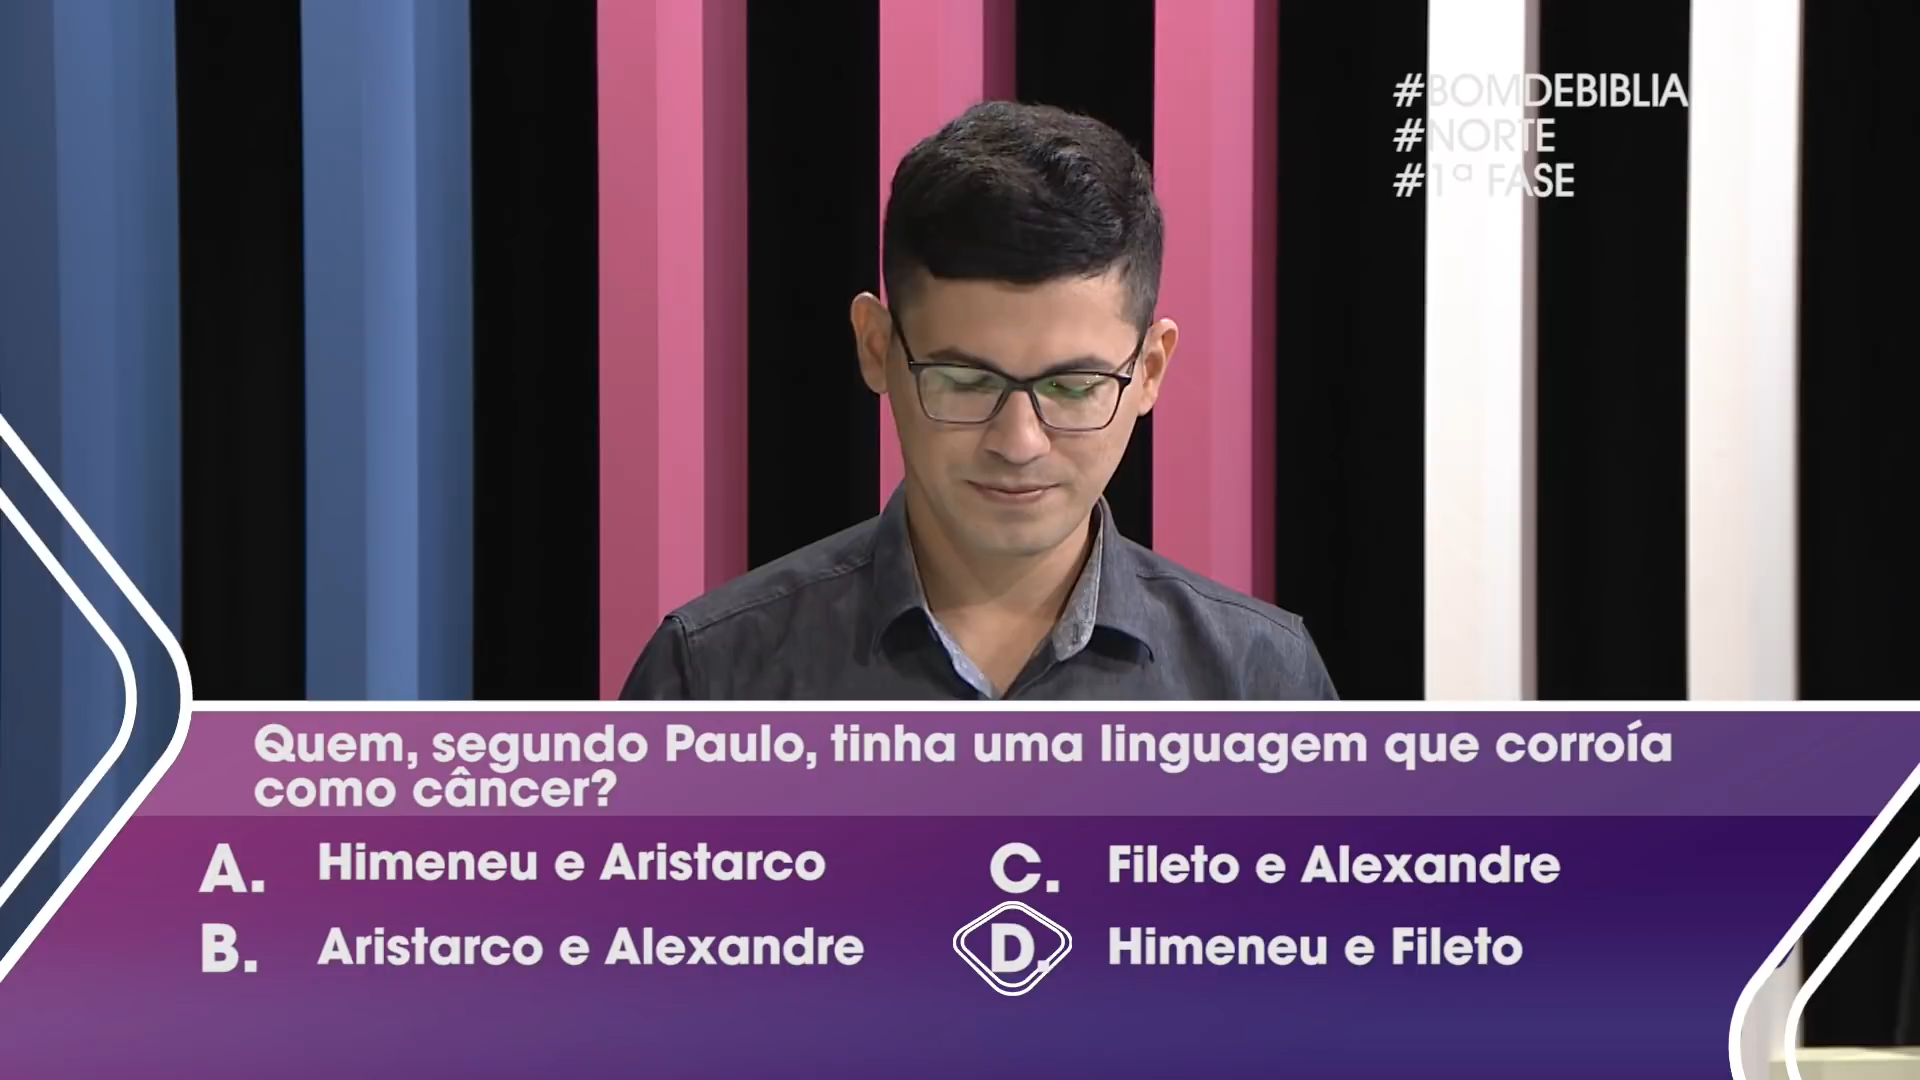 #BOMDEBIBLIA
#NORTE
#1ª FASE
Quem, segundo Paulo, tinha uma linguagem que corroía
como câncer?
A. Himeneu e Aristarco
B. Aristarco e Alexandre
C. Fileto e Alexandre
D. Himeneu e Fileto